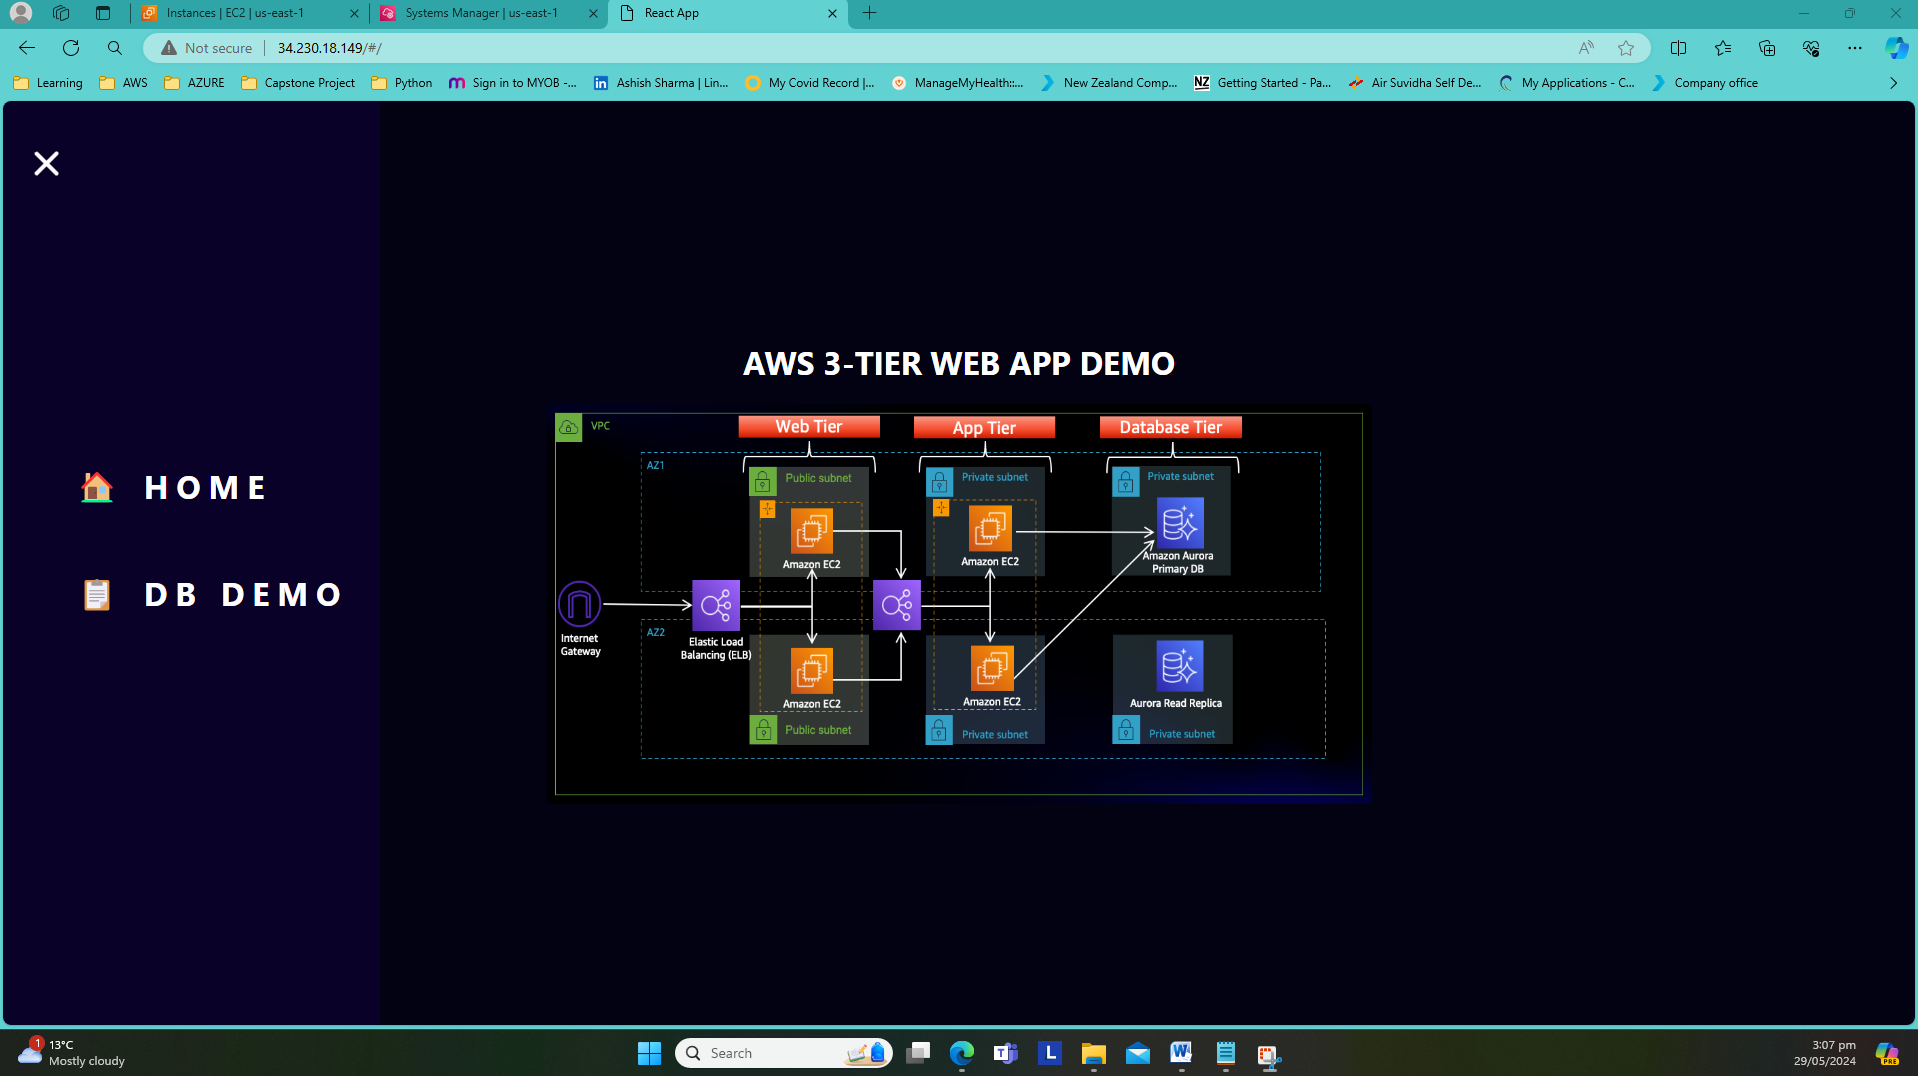 Instances | EC2 | us-east-1
Systems Manager | us-east-1
React App
Not secure
34.230.18.149/#/
Learning
AWS
AZURE
Capstone Project
Python
Sign in to MYOB -...
Ashish Sharma | Lin...
My Covid Record |...
ManageMyHealth::...
New Zealand Comp...
NZ
Getting Started - Pa...
Air Suvidha Self De...
My Applications - C...
Company office
HOME
DB DEMO
AWS 3-TIER WEB APP DEMO
VPC
Web Tier
App Tier
Database Tier
AZ1
Public subnet
Private subnet
Private subnet
Amazon EC2
Amazon EC2
Amazon Aurora
Primary DB
Internet
Gateway
AZ2
Elastic Load
Balancing (ELB)
Amazon EC2
Amazon EC2
Aurora Read Replica
Public subnet
Private subnet
Private subnet
1
13°C
Mostly cloudy
Search
L
3:07 pm
29/05/2024
PRE